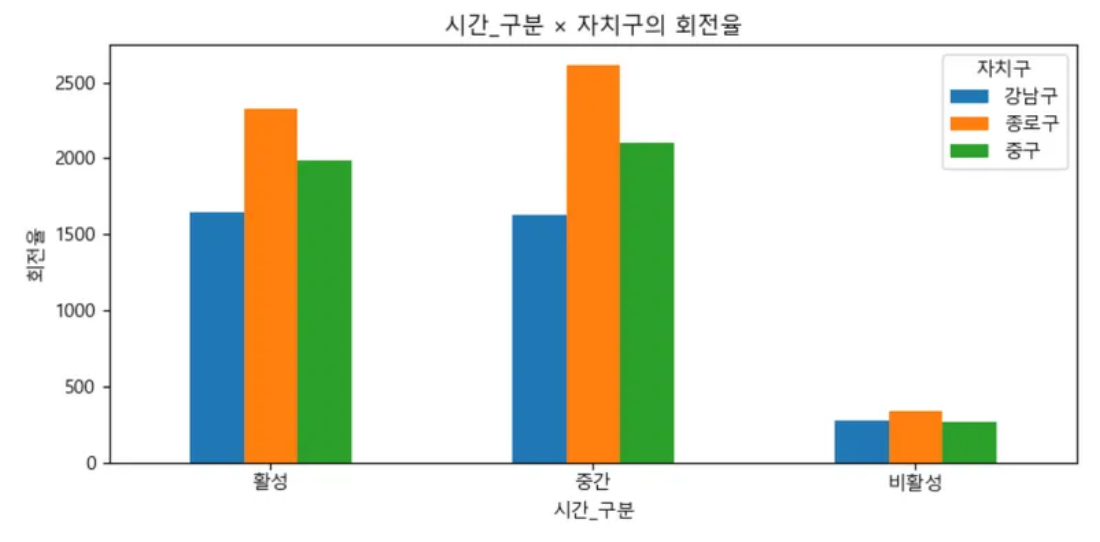 시간_구분 × 자치구의 회전율
자치구
강남구
종로구
중구
회전율
2500
2000
1500
1000
500
0
활성
중간
비활성
시간_구분